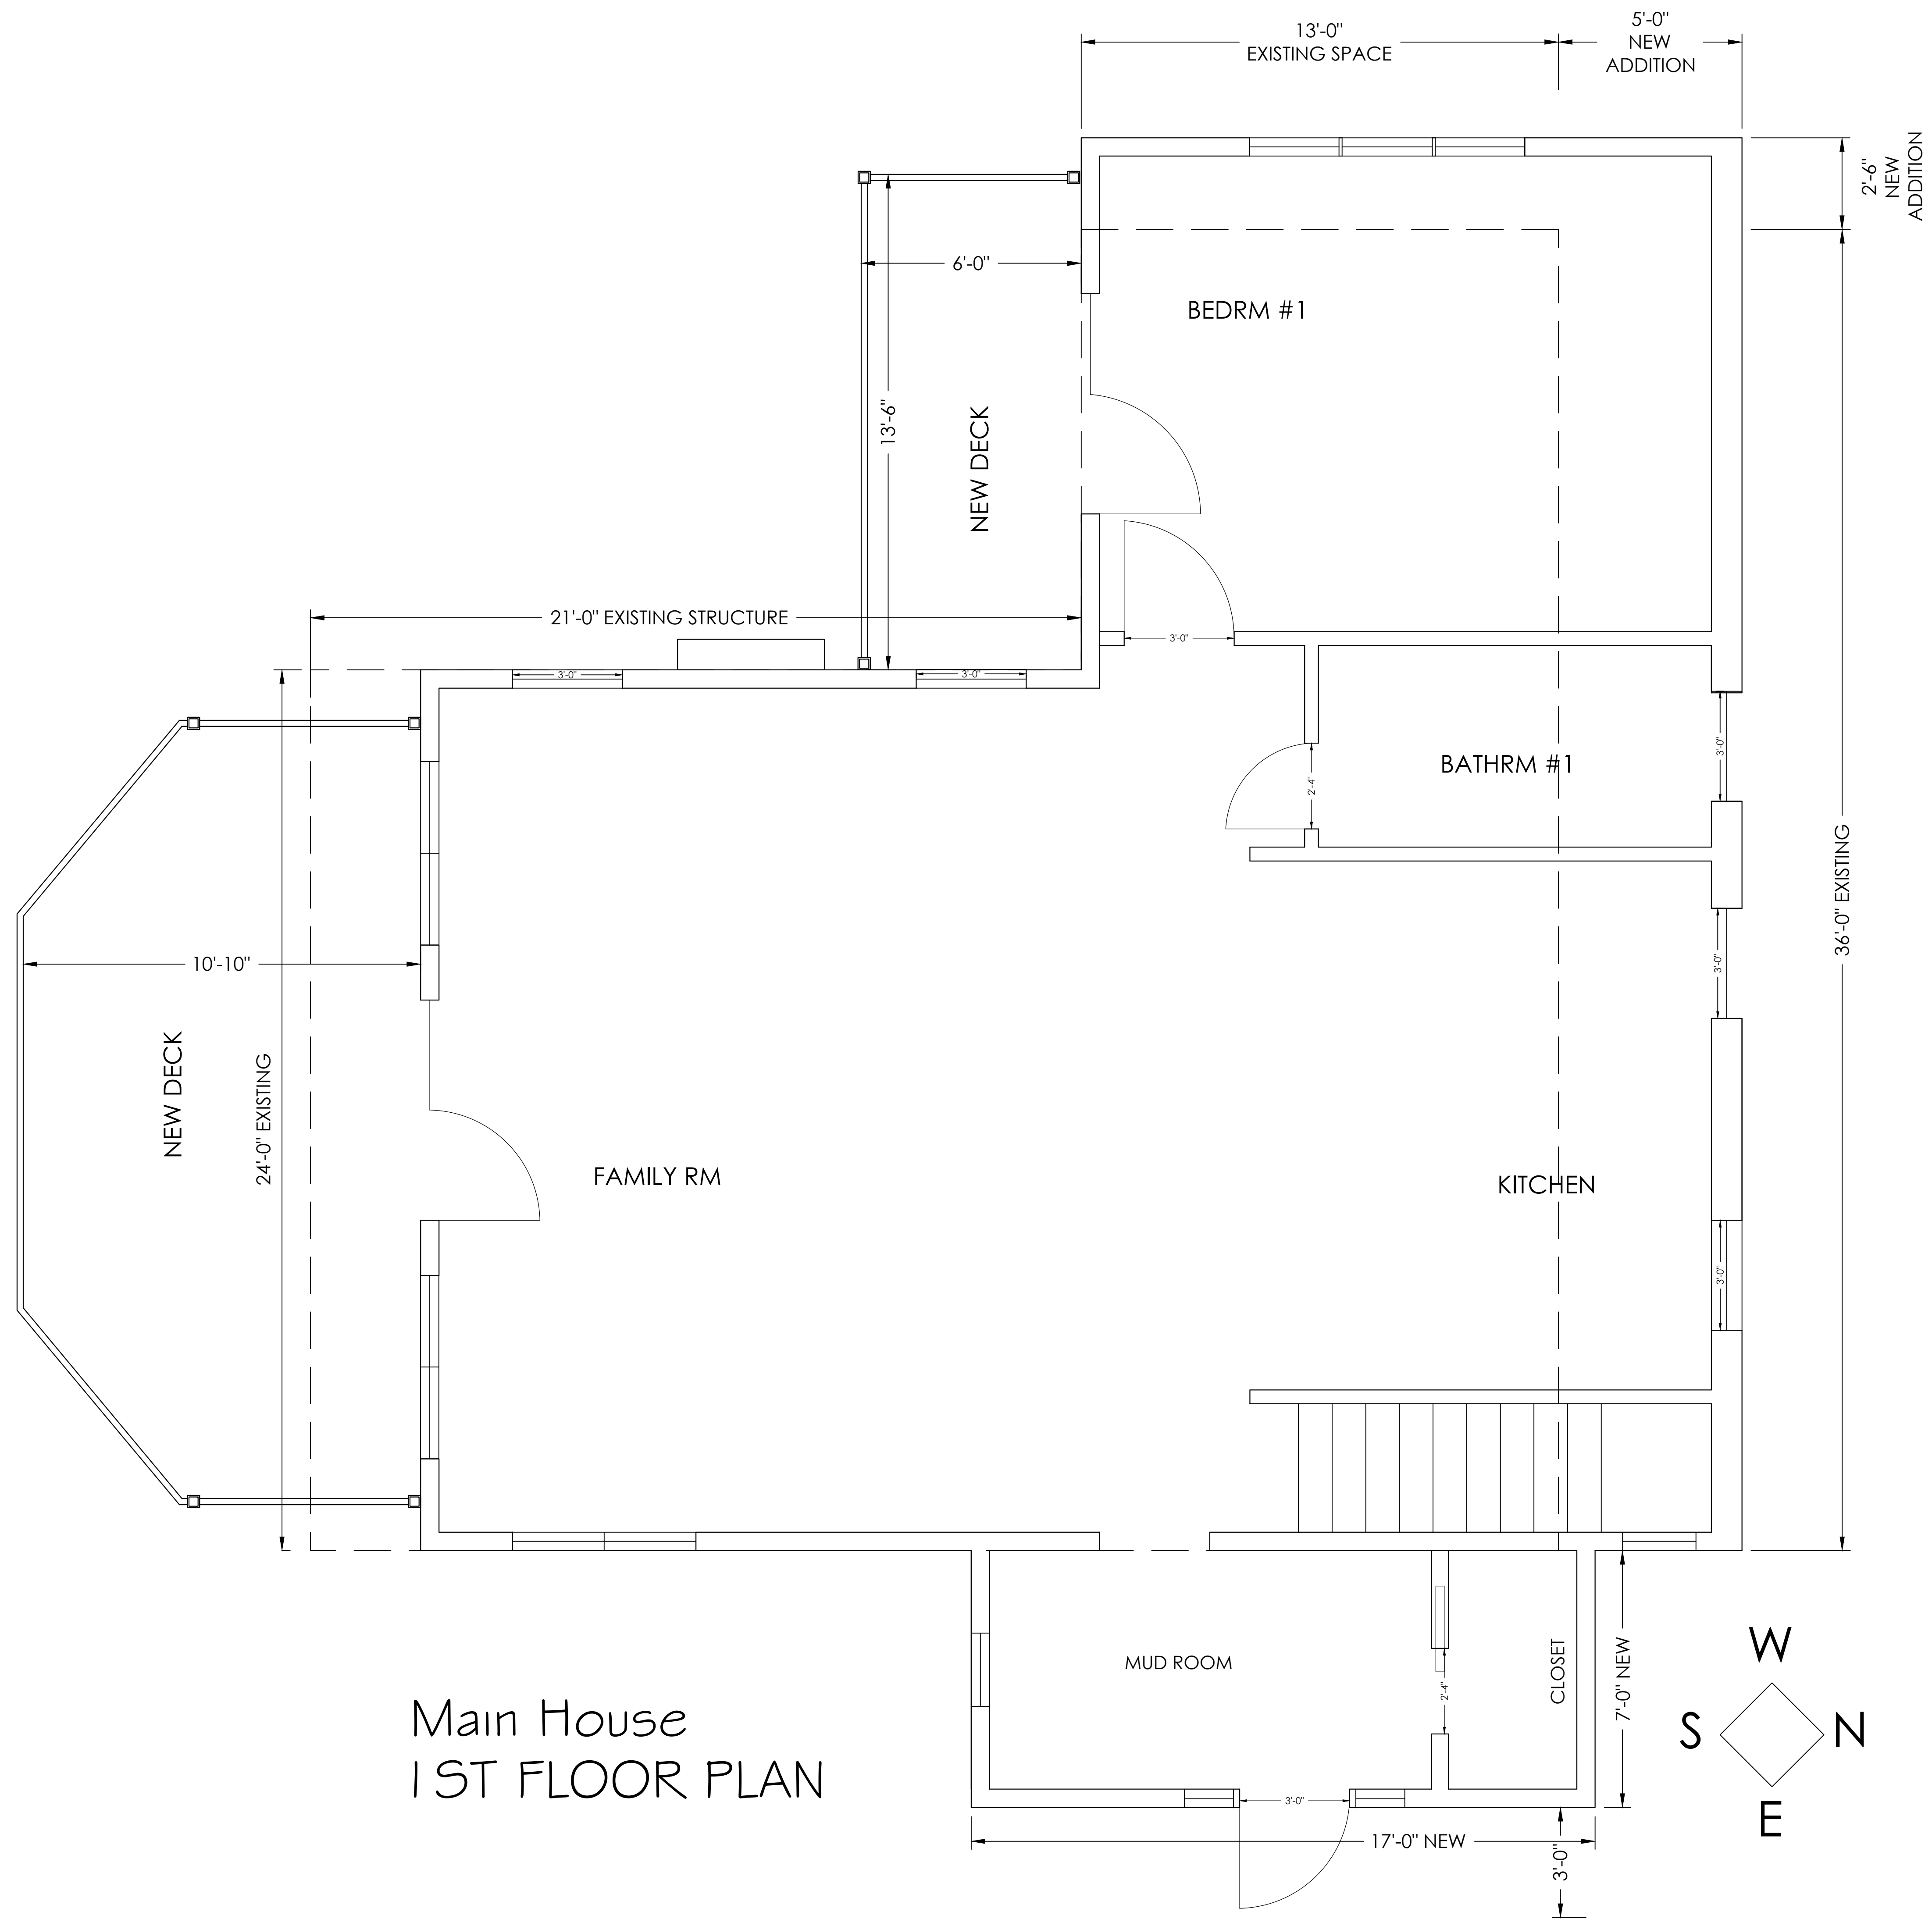 13'-0"
EXISTING SPACE
5'-0"
NEW
ADDITION
2'-6"
NEW
ADDITION
6'-0"
BEDRM #1
13'-6"
NEW DECK
21'-0" EXISTING STRUCTURE
3'-0"
3'-0"
3'-0"
3'-0"
BATHRM #1
2'-4"
36'-0" EXISTING
10'-10"
3'-0"
NEW DECK
24'-0" EXISTING
FAMILY RM
KITCHEN
3'-0"
MUD ROOM
CLOSET
2'-4"
7'-0" NEW
W
S
N
E
Main House
1ST FLOOR PLAN
3'-0"
17'-0" NEW
3'-0"